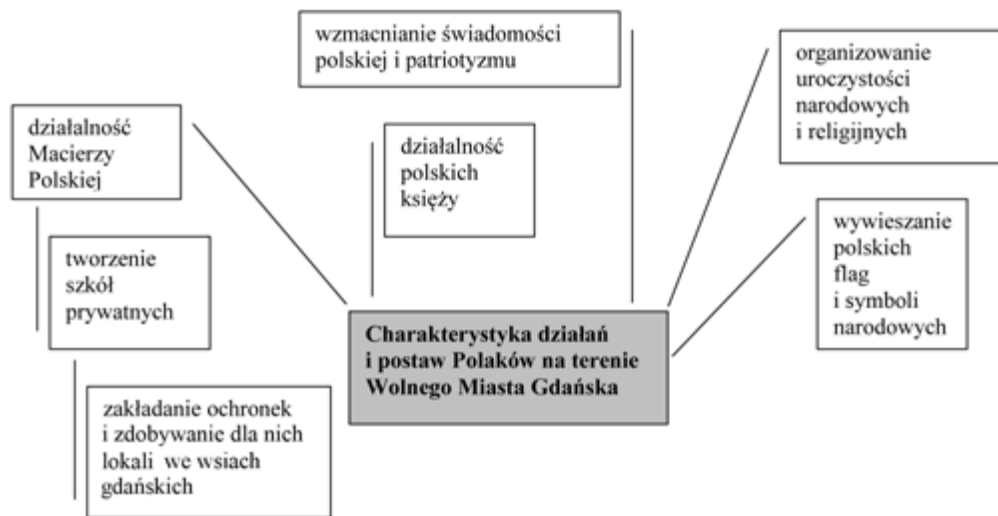 wzmacnianie świadomości
polskiej i patriotyzmu
organizowanie
uroczystości
narodowych
i religijnych
działalność
Macierzy
Polskiej
działalność
polskich
księży
wywieszanie
polskich
flag
i symboli
narodowych
tworzenie
szkół
prywatnych
Charakterystyka działań
i postaw Polaków na terenie
Wolnego Miasta Gdańska
zakładanie ochronek
i zdobywanie dla nich
lokali we wsiach
gdańskich